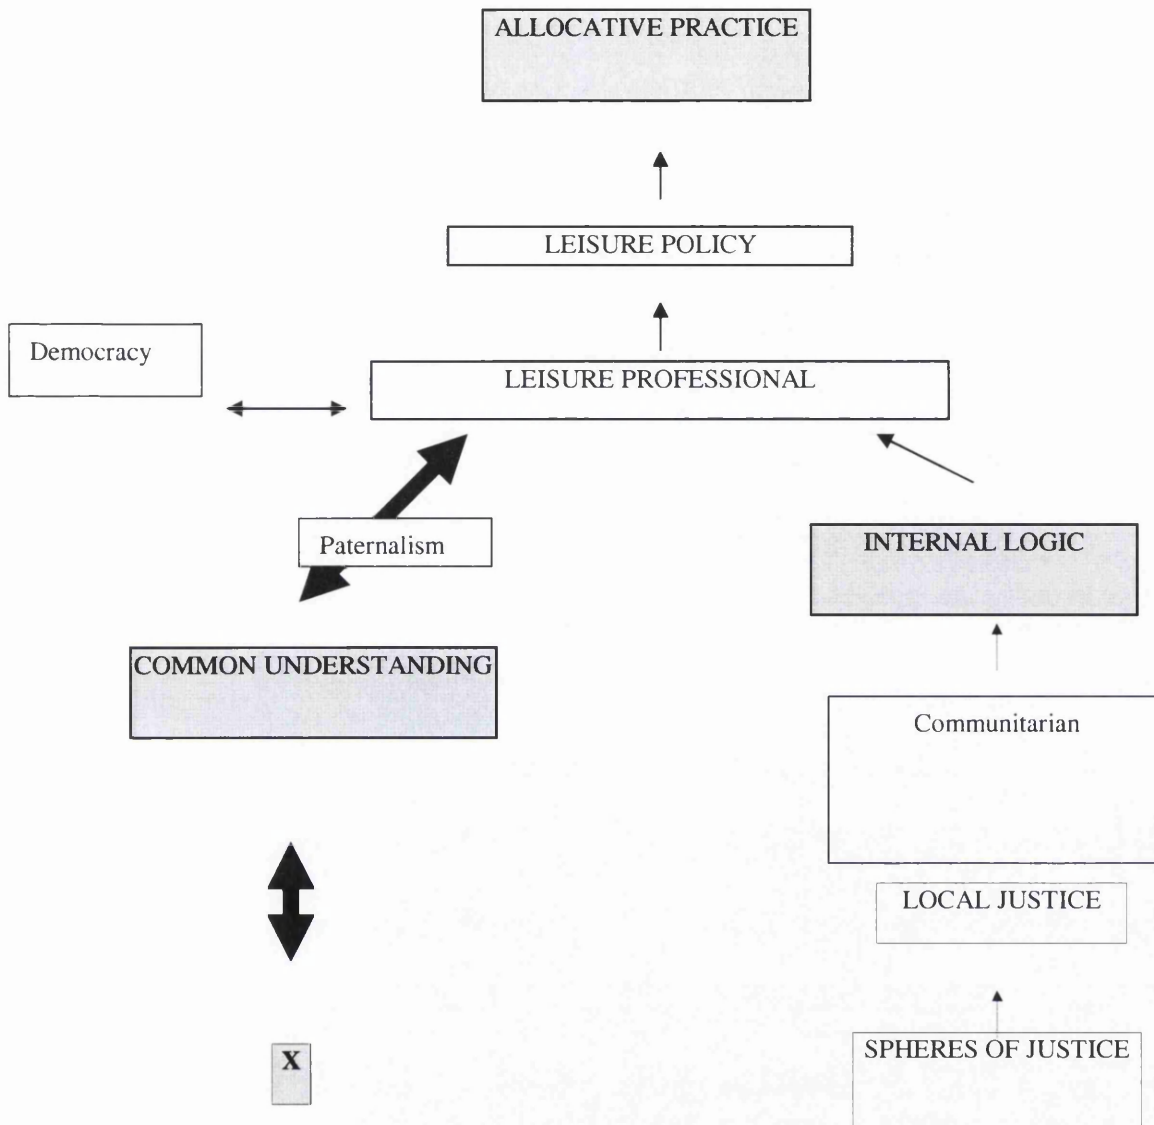 ALLOCATIVE PRACTICE
LEISURE POLICY
Democracy
LEISURE PROFESSIONAL
Paternalism
INTERNAL LOGIC
COMMON UNDERSTANDING
Communitarian
LOCAL JUSTICE
X
SPHERES OF JUSTICE